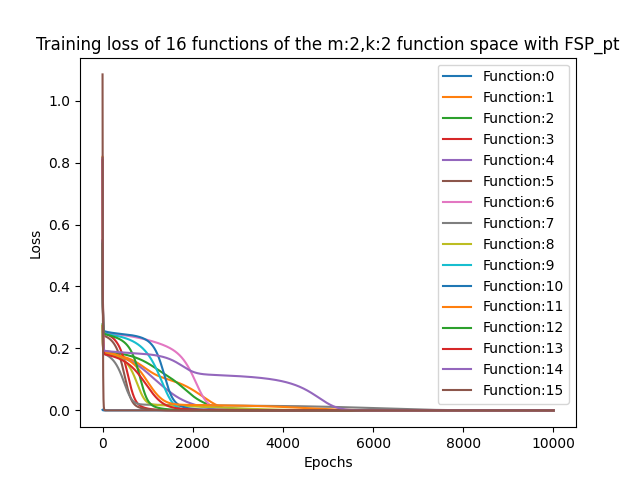 Training loss of 16 functions of the m:2,k:2 function space with FSP_pt
Loss
1.0
0.8
0.6
0.4
0.2
0.0
0
2000
4000
6000
8000
10000
Epochs
Function:0
Function:1
Function:2
Function:3
Function:4
Function:5
Function:6
Function:7
Function:8
Function:9
Function:10
Function:11
Function:12
Function:13
Function:14
Function:15